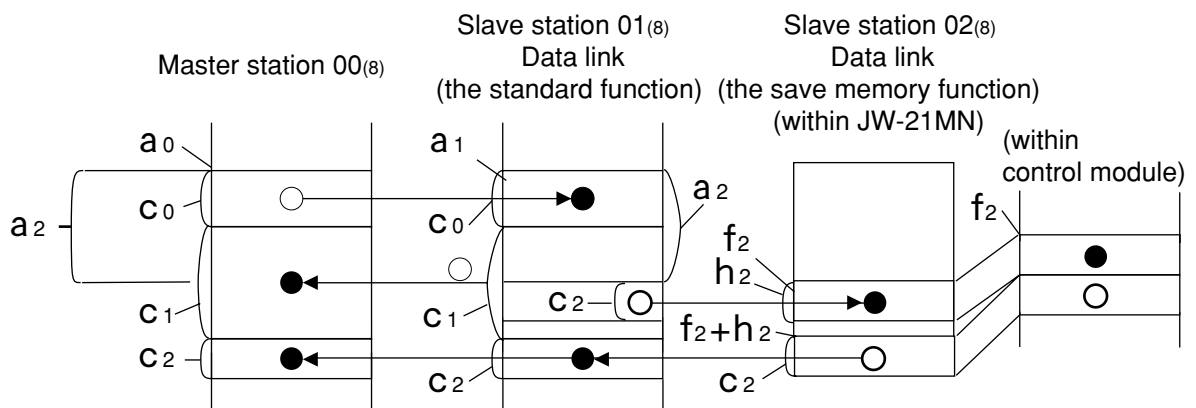 Master station 00(8)
Slave station 01(8)
Data link
(the standard function)
Slave station 02(8)
Data link
(the save memory function)
(within JW-21MN)
(within
control module)
a0
a2
c0
c1
c2
a1
c0
c1
c2
c2
a2
f2
h2
f2+h2
c2
f2